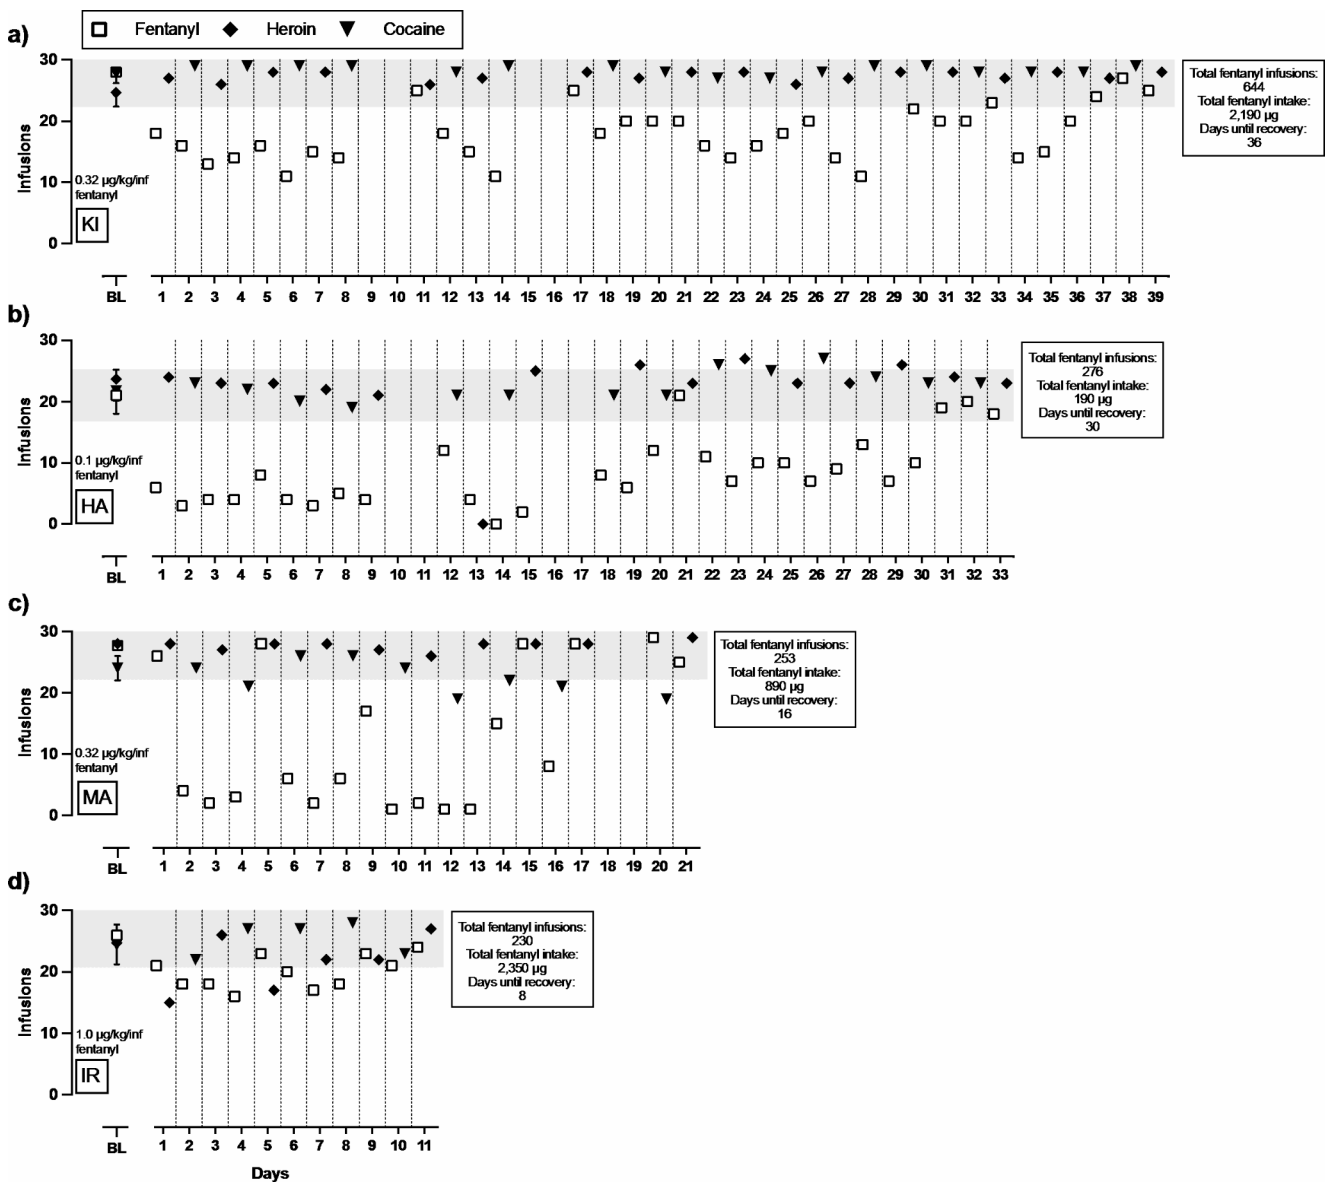 Fentanyl Heroin Cocaine
a)
30
20
10
0
Infusions
0.32 µg/kg/inf
fentanyl
KI
Total fentanyl infusions:
644
Total fentanyl intake:
2,190 µg
Days until recovery:
36
BL 1 2 3 4 5 6 7 8 9 10 11 12 13 14 15 16 17 18 19 20 21 22 23 24 25 26 27 28 29 30 31 32 33 34 35 36 37 38 39
b)
30
20
10
0
Infusions
0.1 µg/kg/inf
fentanyl
HA
Total fentanyl infusions:
276
Total fentanyl intake:
190 µg
Days until recovery:
30
BL 1 2 3 4 5 6 7 8 9 10 11 12 13 14 15 16 17 18 19 20 21 22 23 24 25 26 27 28 29 30 31 32 33
c)
30
20
10
0
Infusions
0.32 µg/kg/inf
fentanyl
MA
Total fentanyl infusions:
253
Total fentanyl intake:
890 µg
Days until recovery:
16
BL 1 2 3 4 5 6 7 8 9 10 11 12 13 14 15 16 17 18 19 20 21
d)
30
20
10
0
Infusions
1.0 µg/kg/inf
fentanyl
IR
Total fentanyl infusions:
230
Total fentanyl intake:
2,350 µg
Days until recovery:
8
BL 1 2 3 4 5 6 7 8 9 10 11
Days